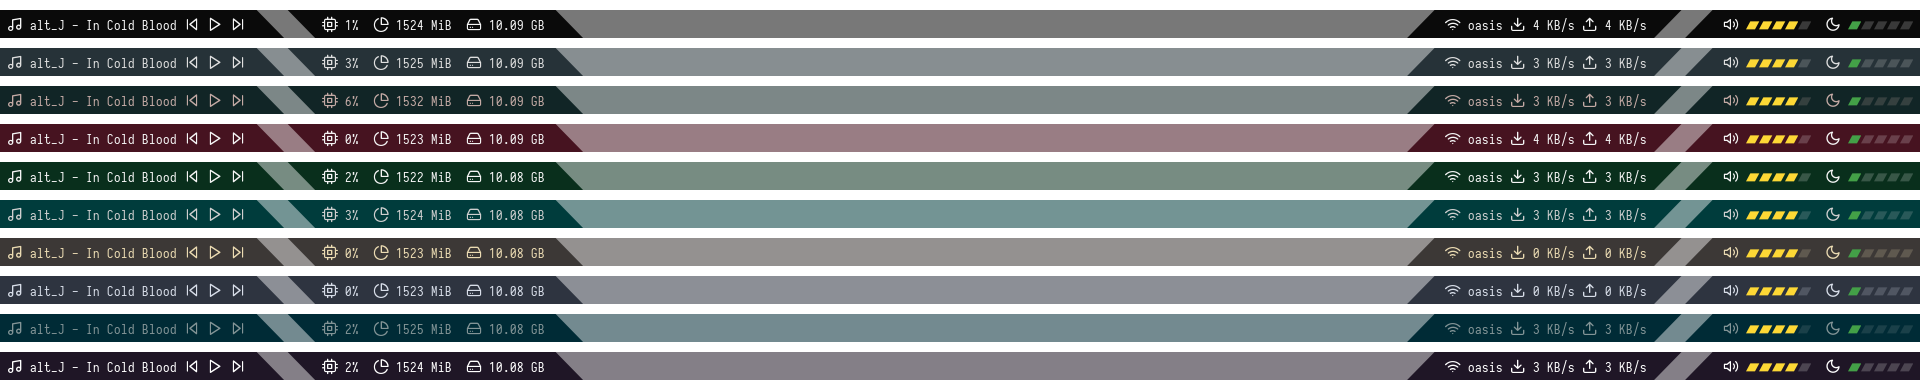 alt_J - In Cold Blood 1% 1524 MiB 10.09 GB oasis 4 KB/s 4 KB/s
alt_J - In Cold Blood 3% 1525 MiB 10.09 GB oasis 3 KB/s 3 KB/s
alt_J - In Cold Blood 6% 1532 MiB 10.09 GB oasis 3 KB/s 3 KB/s
alt_J - In Cold Blood 0% 1523 MiB 10.09 GB oasis 4 KB/s 4 KB/s
alt_J - In Cold Blood 2% 1522 MiB 10.08 GB oasis 3 KB/s 3 KB/s
alt_J - In Cold Blood 3% 1524 MiB 10.08 GB oasis 3 KB/s 3 KB/s
alt_J - In Cold Blood 0% 1523 MiB 10.08 GB oasis 0 KB/s 0 KB/s
alt_J - In Cold Blood 0% 1523 MiB 10.08 GB oasis 0 KB/s 0 KB/s
alt_J - In Cold Blood 2% 1525 MiB 10.08 GB oasis 3 KB/s 3 KB/s
alt_J - In Cold Blood 2% 1524 MiB 10.08 GB oasis 3 KB/s 3 KB/s